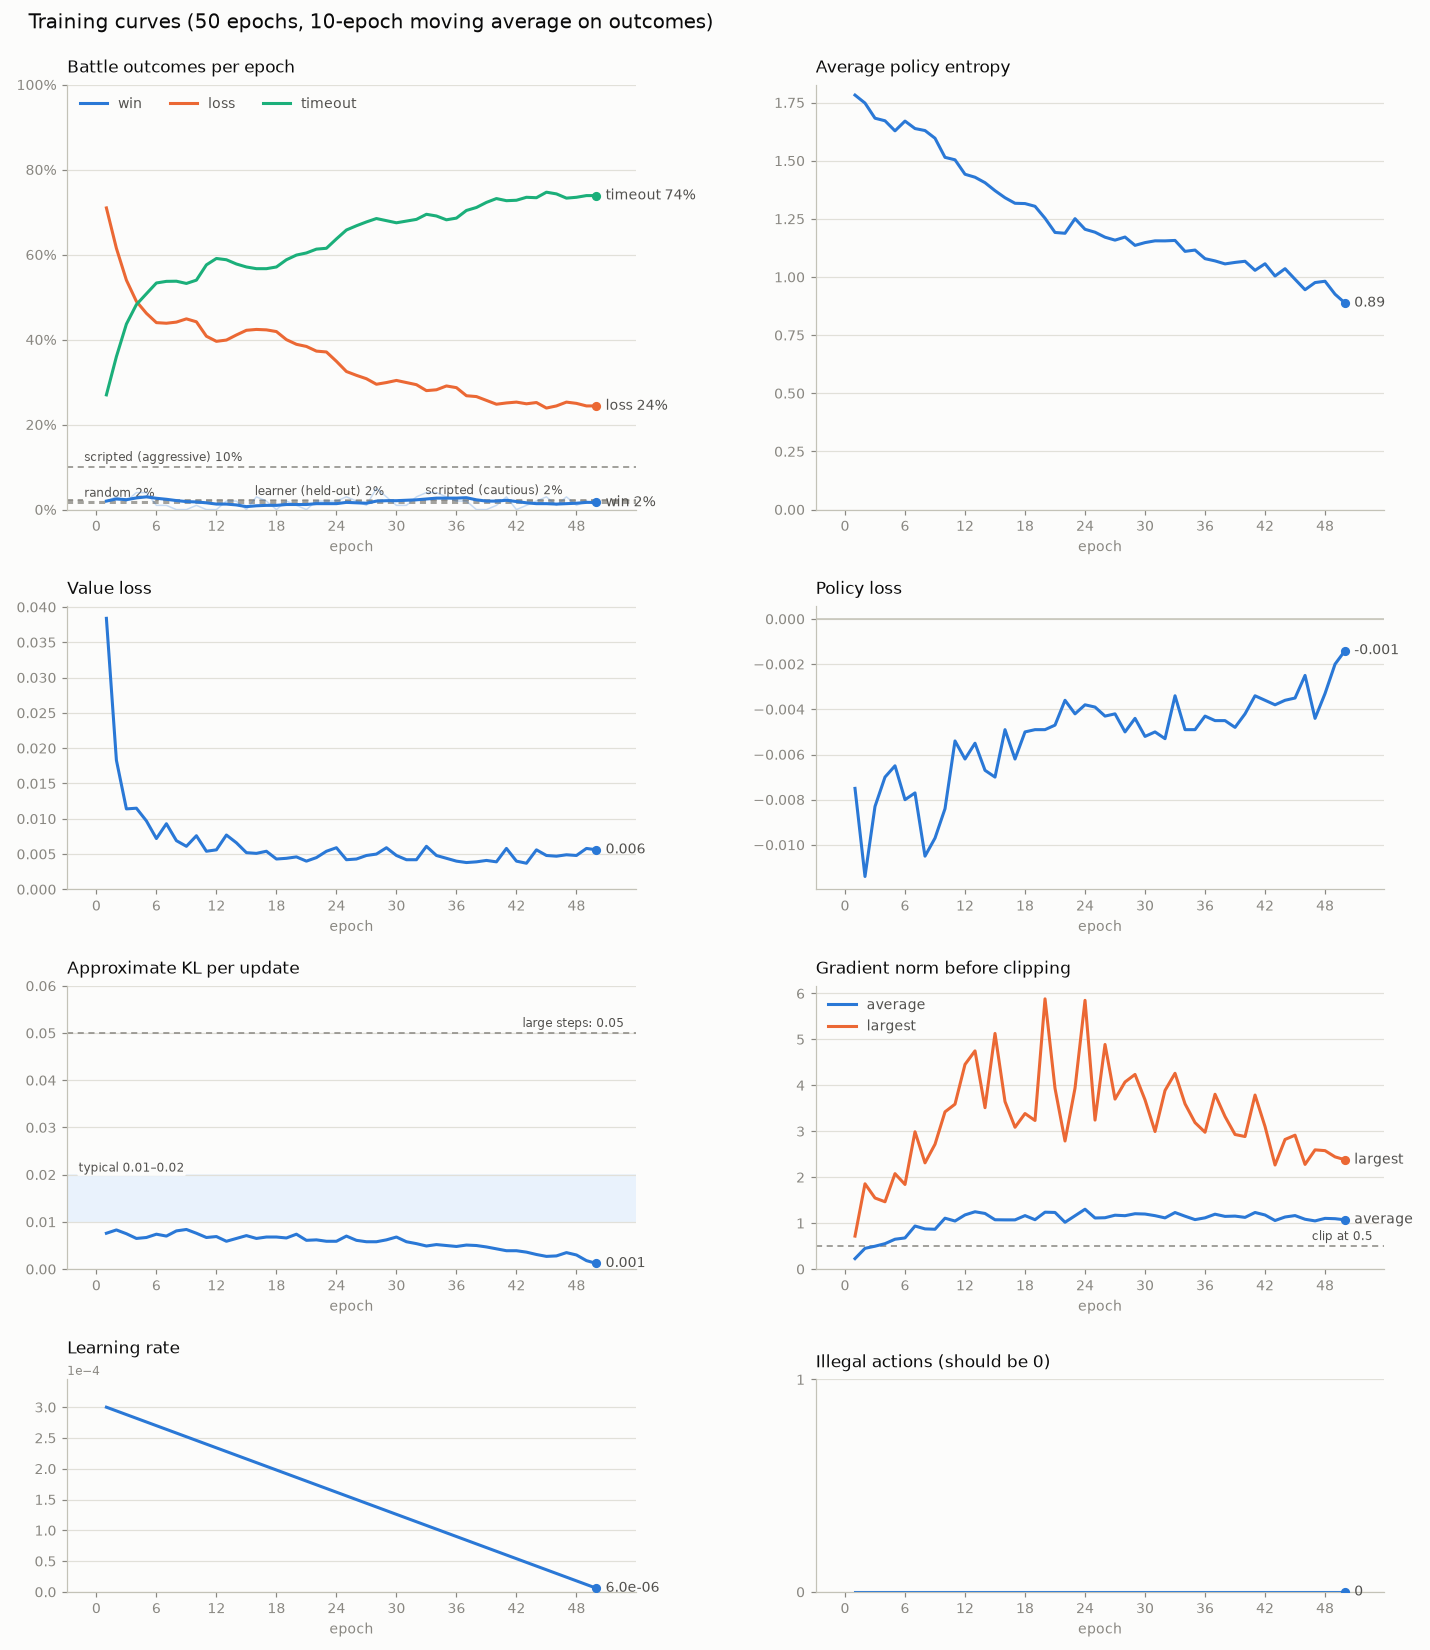 Training curves (50 epochs, 10-epoch moving average on outcomes)
Battle outcomes per epoch
100%
80%
60%
40%
20%
0%
win
loss
timeout
timeout 74%
loss 24%
scripted (aggressive) 10%
random 2%
learner (held-out) 2%
scripted (cautious) 2%
win 2%
0 6 12 18 24 30 36 42 48
epoch
Average policy entropy
1.75
1.50
1.25
1.00
0.75
0.50
0.25
0.00
0.89
0 6 12 18 24 30 36 42 48
epoch
Value loss
0.040
0.035
0.030
0.025
0.020
0.015
0.010
0.005
0.000
0.006
0 6 12 18 24 30 36 42 48
epoch
Policy loss
0.000
−0.002
−0.004
−0.006
−0.008
−0.010
-0.001
0 6 12 18 24 30 36 42 48
epoch
Approximate KL per update
0.06
0.05
0.04
0.03
0.02
0.01
0.00
large steps: 0.05
typical 0.01–0.02
0.001
0 6 12 18 24 30 36 42 48
epoch
Gradient norm before clipping
6
5
4
3
2
1
0
average
largest
largest
average
clip at 0.5
0 6 12 18 24 30 36 42 48
epoch
Learning rate
1e−4
3.0
2.5
2.0
1.5
1.0
0.5
0.0
6.0e-06
0 6 12 18 24 30 36 42 48
epoch
Illegal actions (should be 0)
1
0
0
0 6 12 18 24 30 36 42 48
epoch